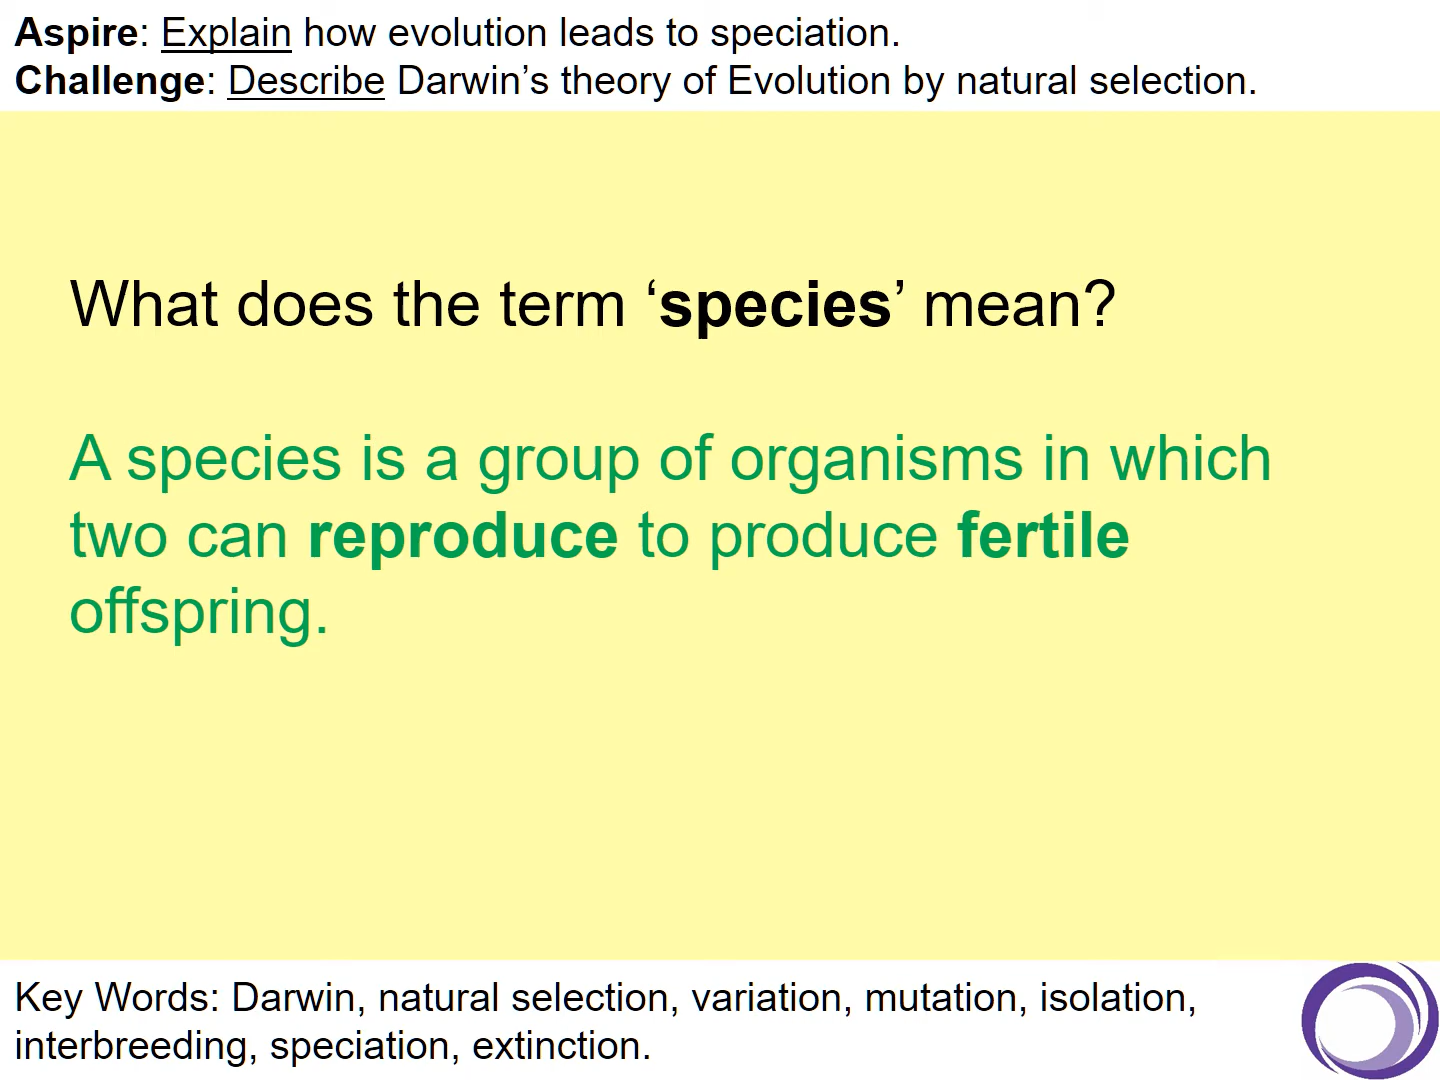 Aspire: Explain how evolution leads to speciation.
Challenge: Describe Darwin’s theory of Evolution by natural selection.
What does the term ‘species’ mean?
A species is a group of organisms in which
two can reproduce to produce fertile
offspring.
Key Words: Darwin, natural selection, variation, mutation, isolation,
interbreeding, speciation, extinction.